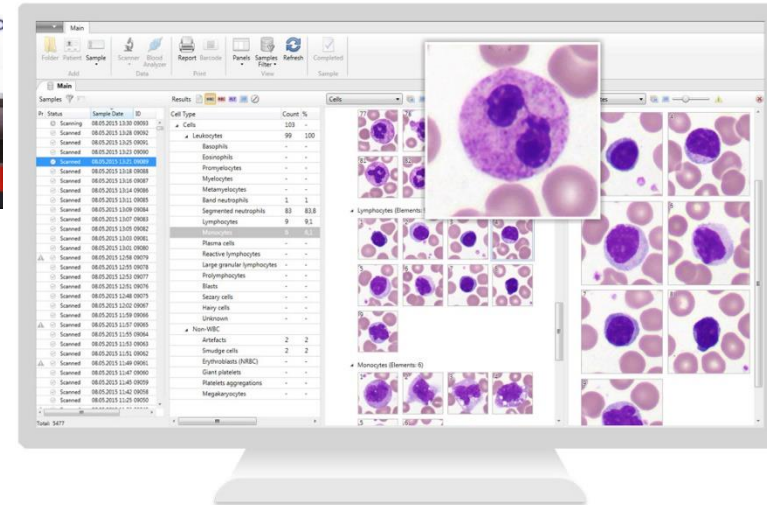 Main
Folder Patient Sample Scanner Blood Analyzer Report Barcode Panels Samples Filter Refresh Completed
Add Data Print View Sample
Main
Samples Results Cells
Pr Status Sample Date ID Cell Type Count %
Scanning 08.05.2015 13:30 09093 Cells 103 -
Scanned 08.05.2015 13:28 09092 Leukocytes 99 100
Scanned 08.05.2015 13:25 09091 Basophils - -
Scanned 08.05.2015 13:23 09090 Eosinophils - -
Scanned 08.05.2015 13:21 09089 Promyelocytes - -
Scanned 08.05.2015 13:18 09088 Myelocytes - -
Scanned 08.05.2015 13:16 09087 Metamyelocytes - -
Scanned 08.05.2015 13:14 09086 Band neutrophils 1 1
Scanned 08.05.2015 13:11 09085 Segmented neutrophils 83 83,8
Scanned 08.05.2015 13:09 09084 Lymphocytes 9 9,1
Scanned 08.05.2015 13:07 09083 Monocytes 6 6,1
Scanned 08.05.2015 13:05 09082 Plasma cells - -
Scanned 08.05.2015 13:03 09081 Reactive lymphocytes - -
Scanned 08.05.2015 13:01 09080 Large granular lymphocytes - -
Scanned 08.05.2015 12:58 09079 Prolymphocytes - -
Scanned 08.05.2015 12:55 09078 Blasts - -
Scanned 08.05.2015 12:53 09077 Sezary cells - -
Scanned 08.05.2015 12:51 09076 Hairy cells - -
Scanned 08.05.2015 12:48 09075 Unknown - -
Scanned 08.05.2015 12:02 09067 Non-WBC
Scanned 08.05.2015 11:59 09066 Artefacts 2 2
Scanned 08.05.2015 11:57 09065 Smudge cells 2 2
Scanned 08.05.2015 11:55 09064 Erythroblasts (NRBC) - -
Scanned 08.05.2015 11:53 09063 Giant platelets - -
Scanned 08.05.2015 11:51 09062 Platelets aggregations - -
Scanned 08.05.2015 11:49 09061 Megakaryocytes - -
Scanned 08.05.2015 11:47 09060
Scanned 08.05.2015 11:45 09059
Scanned 08.05.2015 11:42 09058
Scanned 08.05.2015 11:25 09050
Total: 5477
Lymphocytes (Elements:
Monocytes (Elements: 6)